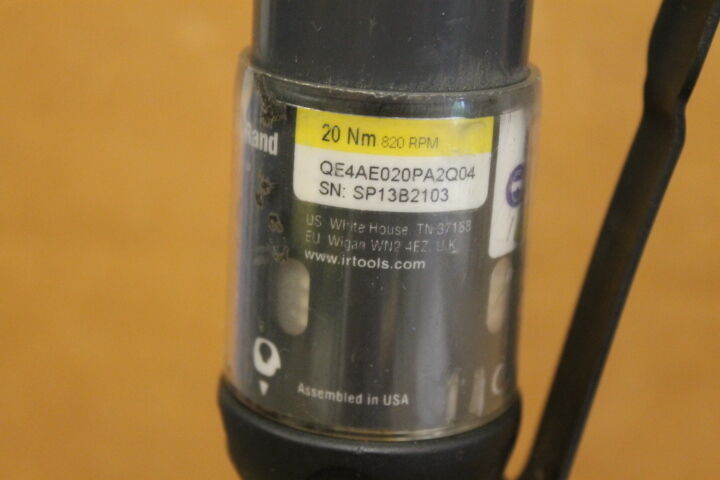 20 Nm 820 RPM
QE4AE020PA2Q04
SN: SP13B2103
US White House, TN 37188
EU Wigan WN2 4EZ, U.K
www.irtools.com
Assembled in USA